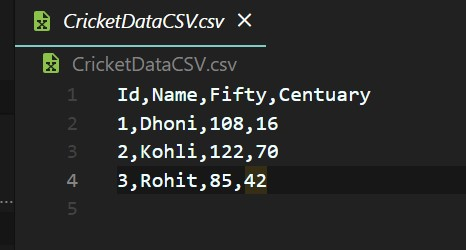 CricketDataCSV.csv
CricketDataCSV.csv
1 Id,Name,Fifty,Centuary
2 1,Dhoni,108,16
3 2,Kohli,122,70
4 3,Rohit,85,42
5
...